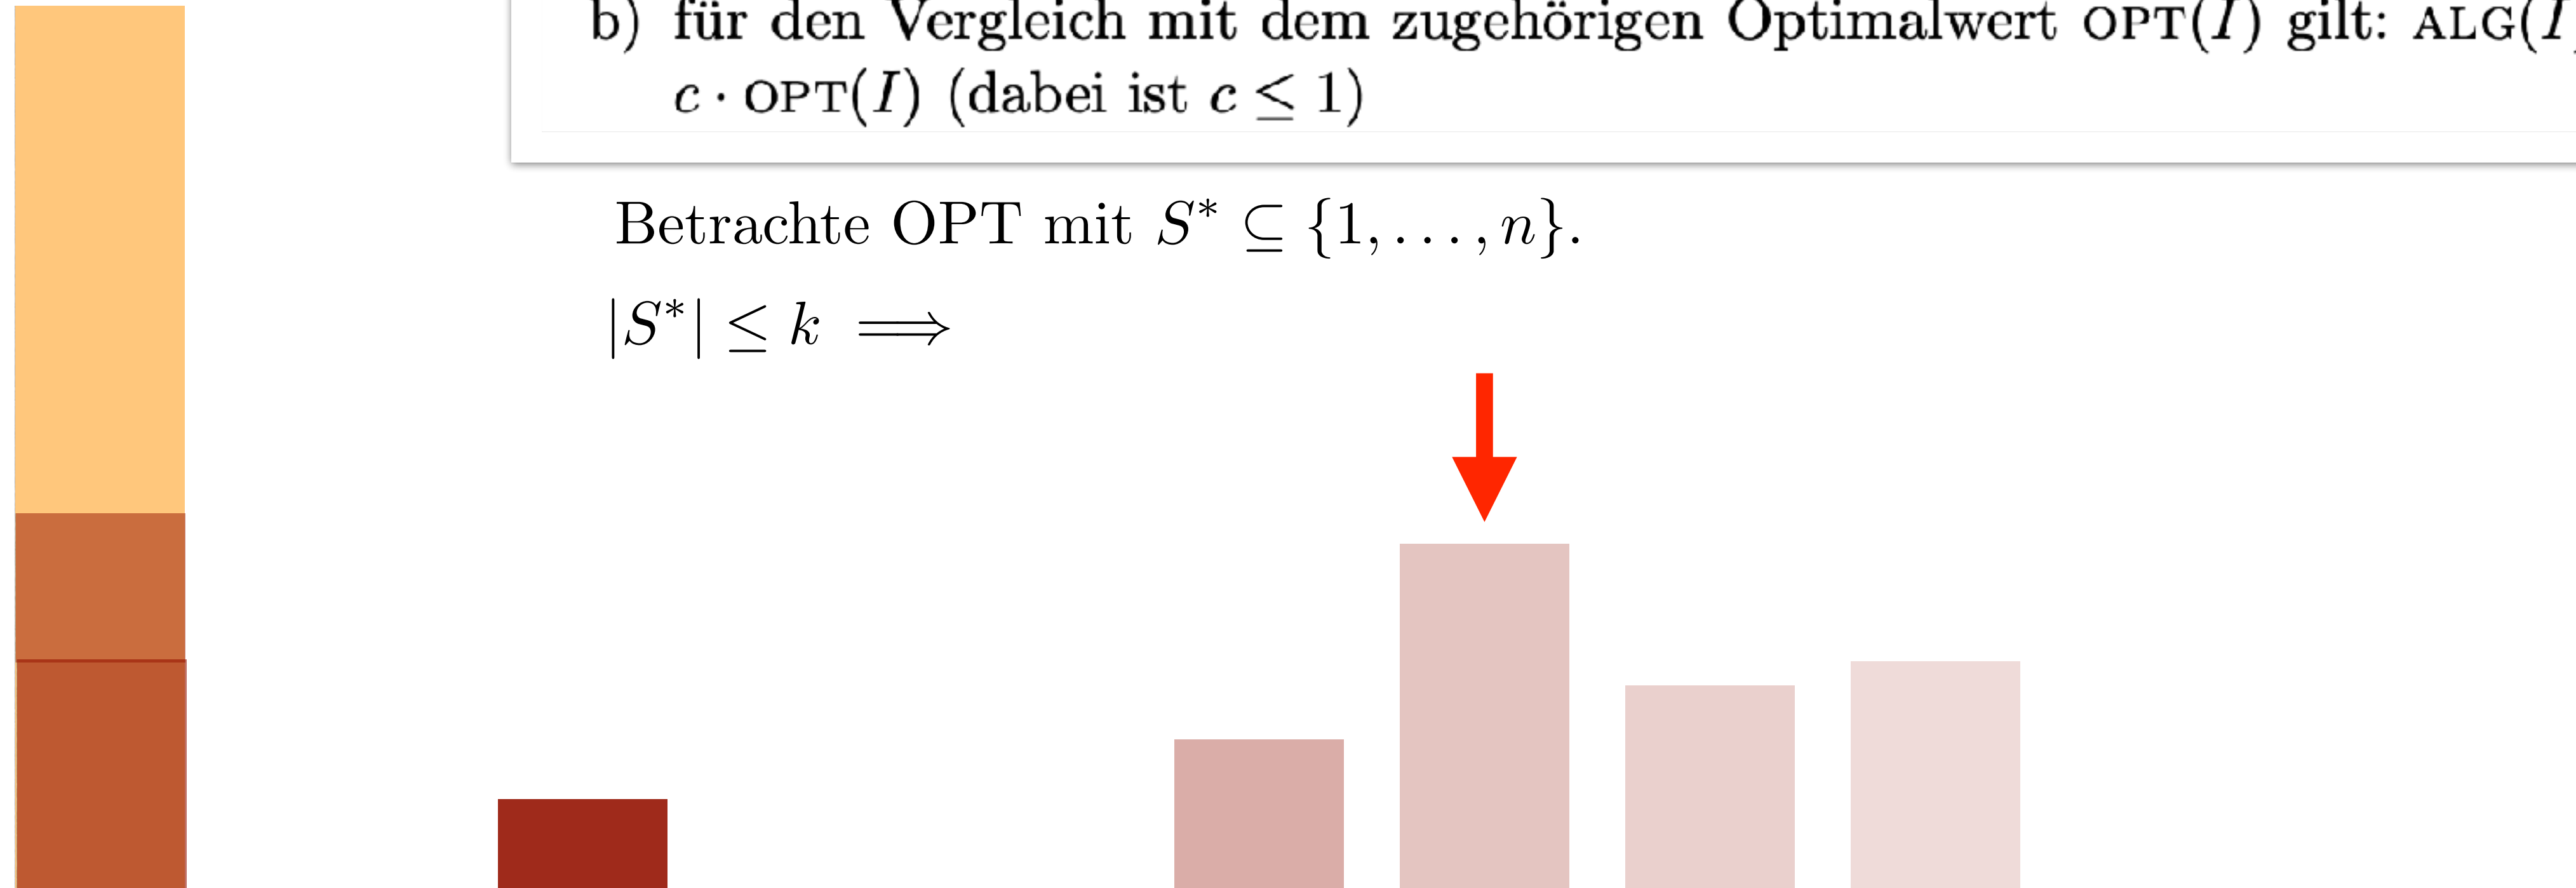 b) für den Vergleich mit dem zugehörigen Optimalwert OPT(I) gilt: ALG(I)
c · OPT(I) (dabei ist c ≤ 1)
Betrachte OPT mit S* ⊆ {1, . . . , n}.
|S*| ≤ k ⟹